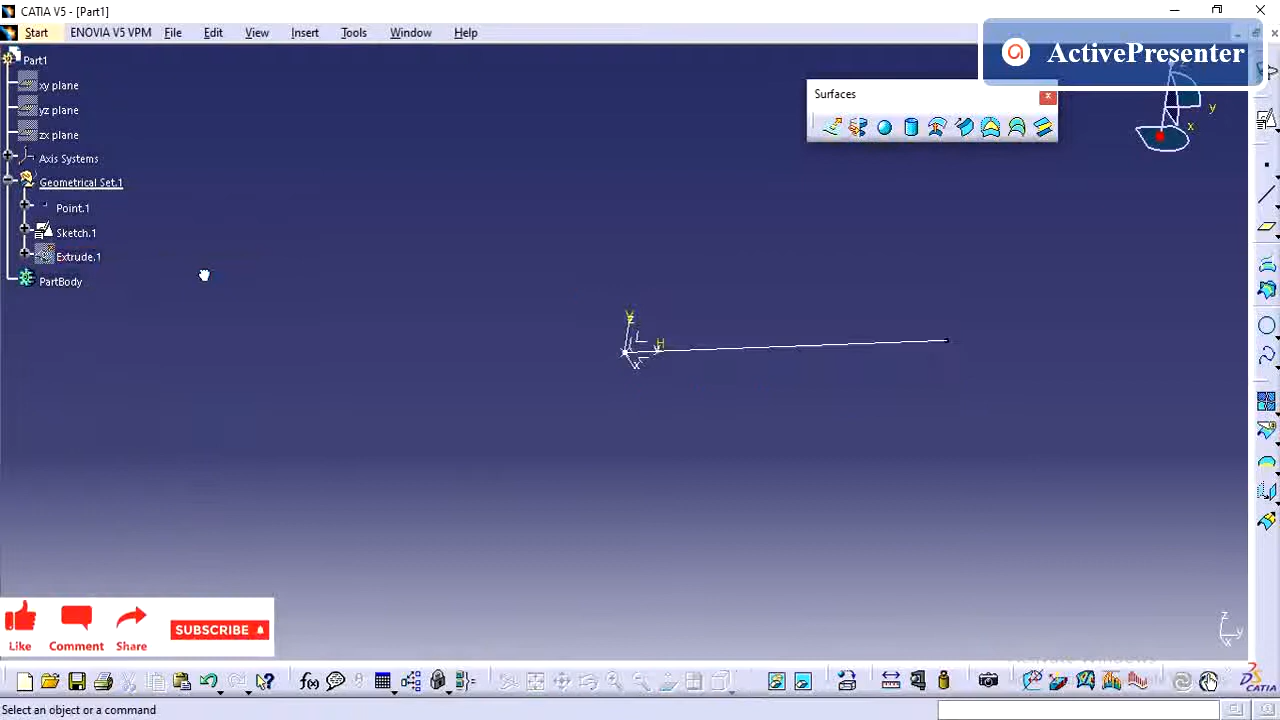 CATIA V5 - [Part1]
Start ENOVIA V5 VPM File Edit View Insert Tools Window Help
ActivePresenter
Part1
xy plane
yz plane
zx plane
Axis Systems
Geometrical Set.1
Point.1
Sketch.1
Extrude.1
PartBody
Surfaces
y
x
H
x
Like Comment Share
SUBSCRIBE
z
y
x
CATIA
Select an object or a command